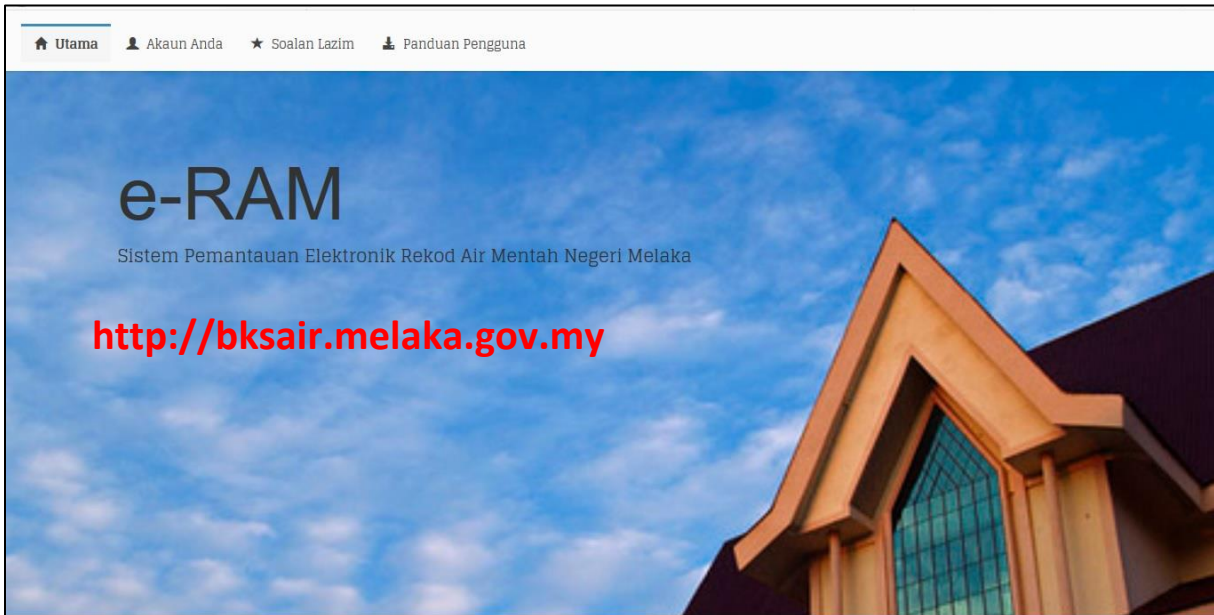 Utama Akaun Anda Soalan Lazim Panduan Pengguna
e-RAM
Sistem Pemantauan Elektronik Rekod Air Mentah Negeri Melaka
http://bksair.melaka.gov.my